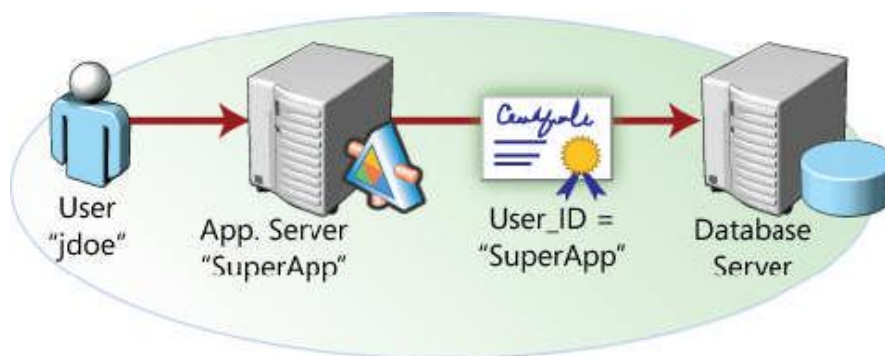 User
"jdoe"
App. Server
"SuperApp"
User_ID =
"SuperApp"
Database
Server